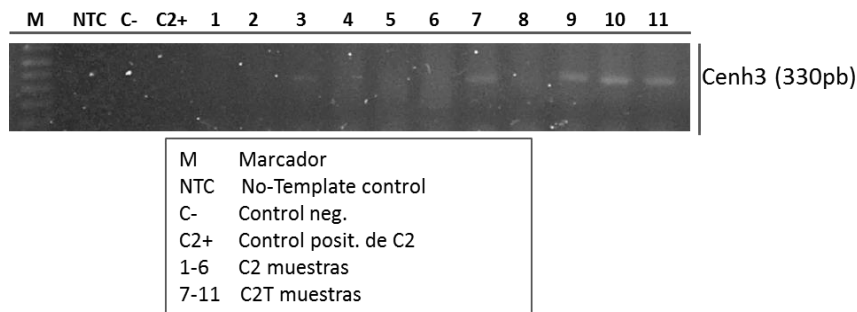 M NTC C- C2+ 1 2 3 4 5 6 7 8 9 10 11
Cenh3 (330pb)
M Marcador
NTC No-Template control
C- Control neg.
C2+ Control posit. de C2
1-6 C2 muestras
7-11 C2T muestras